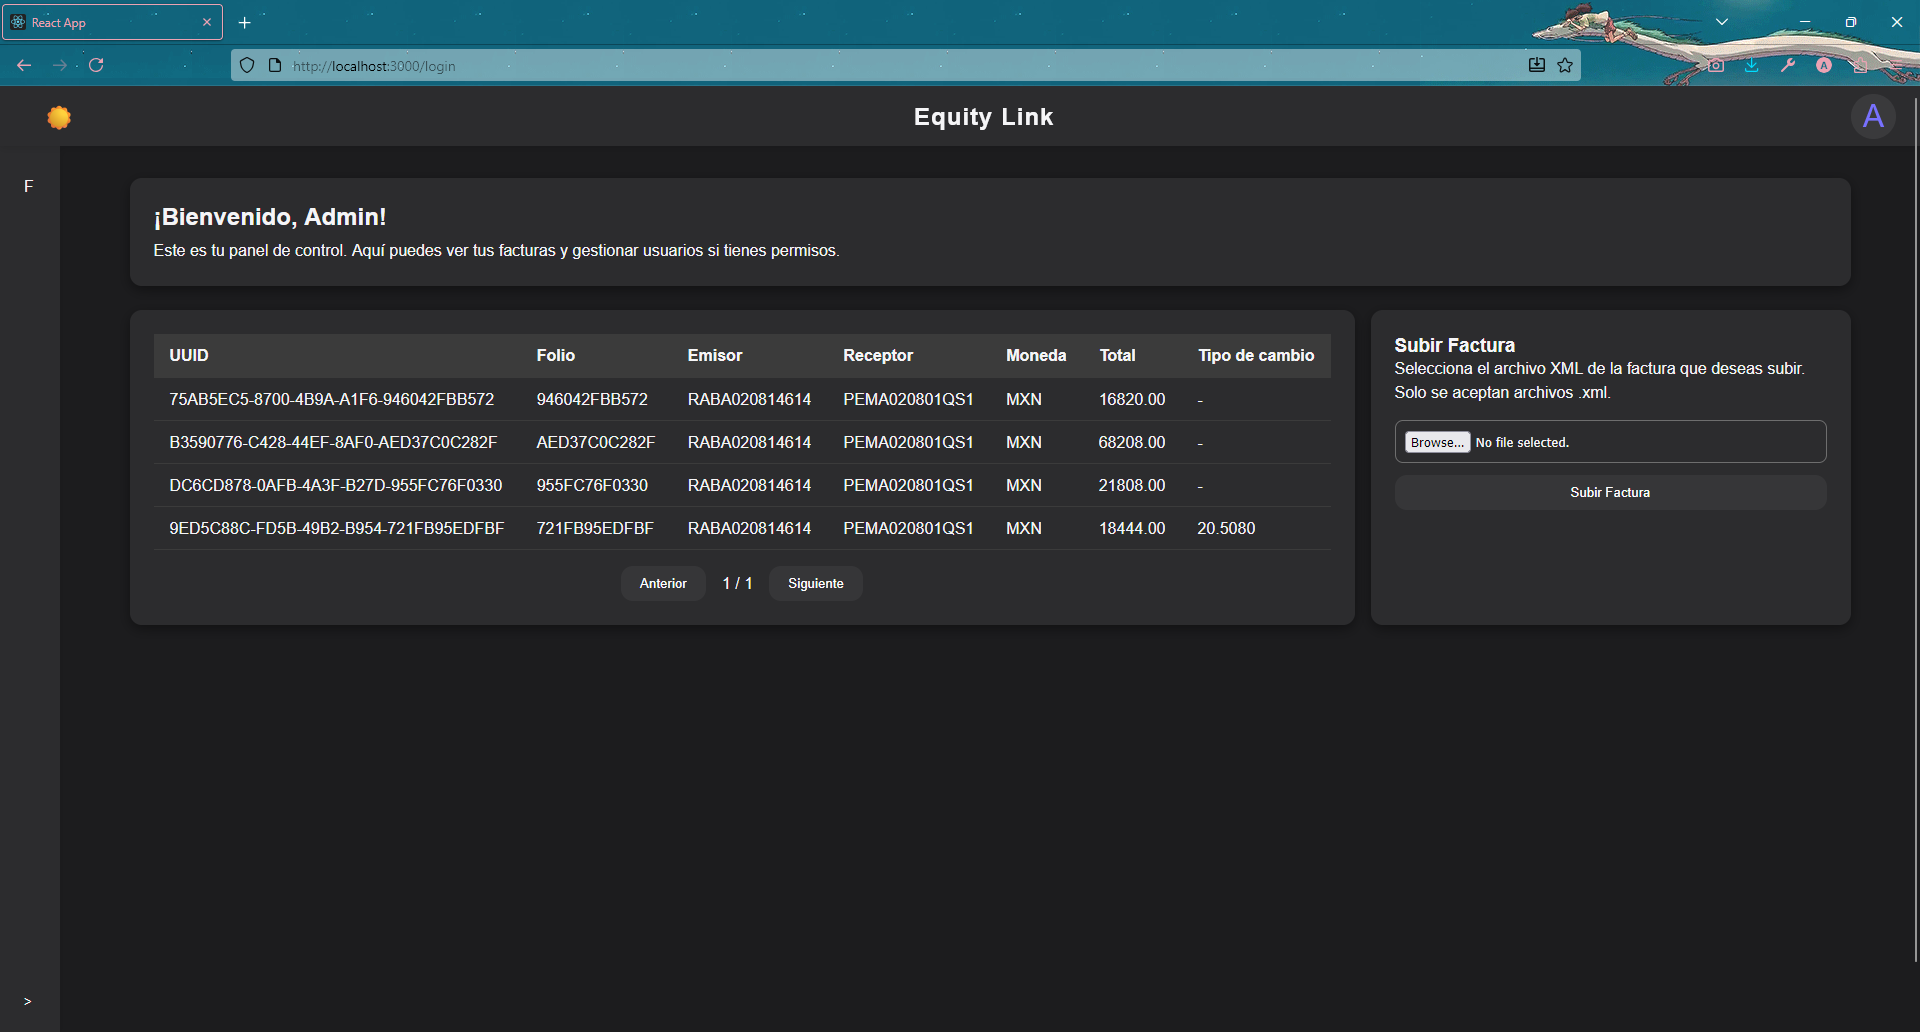 React App
http://localhost:3000/login
A
Equity Link
A
F
¡Bienvenido, Admin!
Este es tu panel de control. Aquí puedes ver tus facturas y gestionar usuarios si tienes permisos.
UUID Folio Emisor Receptor Moneda Total Tipo de cambio
75AB5EC5-8700-4B9A-A1F6-946042FBB572 946042FBB572 RABA020814614 PEMA020801QS1 MXN 16820.00 -
B3590776-C428-44EF-8AF0-AED37C0C282F AED37C0C282F RABA020814614 PEMA020801QS1 MXN 68208.00 -
DC6CD878-0AFB-4A3F-B27D-955FC76F0330 955FC76F0330 RABA020814614 PEMA020801QS1 MXN 21808.00 -
9ED5C88C-FD5B-49B2-B954-721FB95EDFBF 721FB95EDFBF RABA020814614 PEMA020801QS1 MXN 18444.00 20.5080
Anterior 1 / 1 Siguiente
Subir Factura
Selecciona el archivo XML de la factura que deseas subir.
Solo se aceptan archivos .xml.
Browse... No file selected.
Subir Factura
>